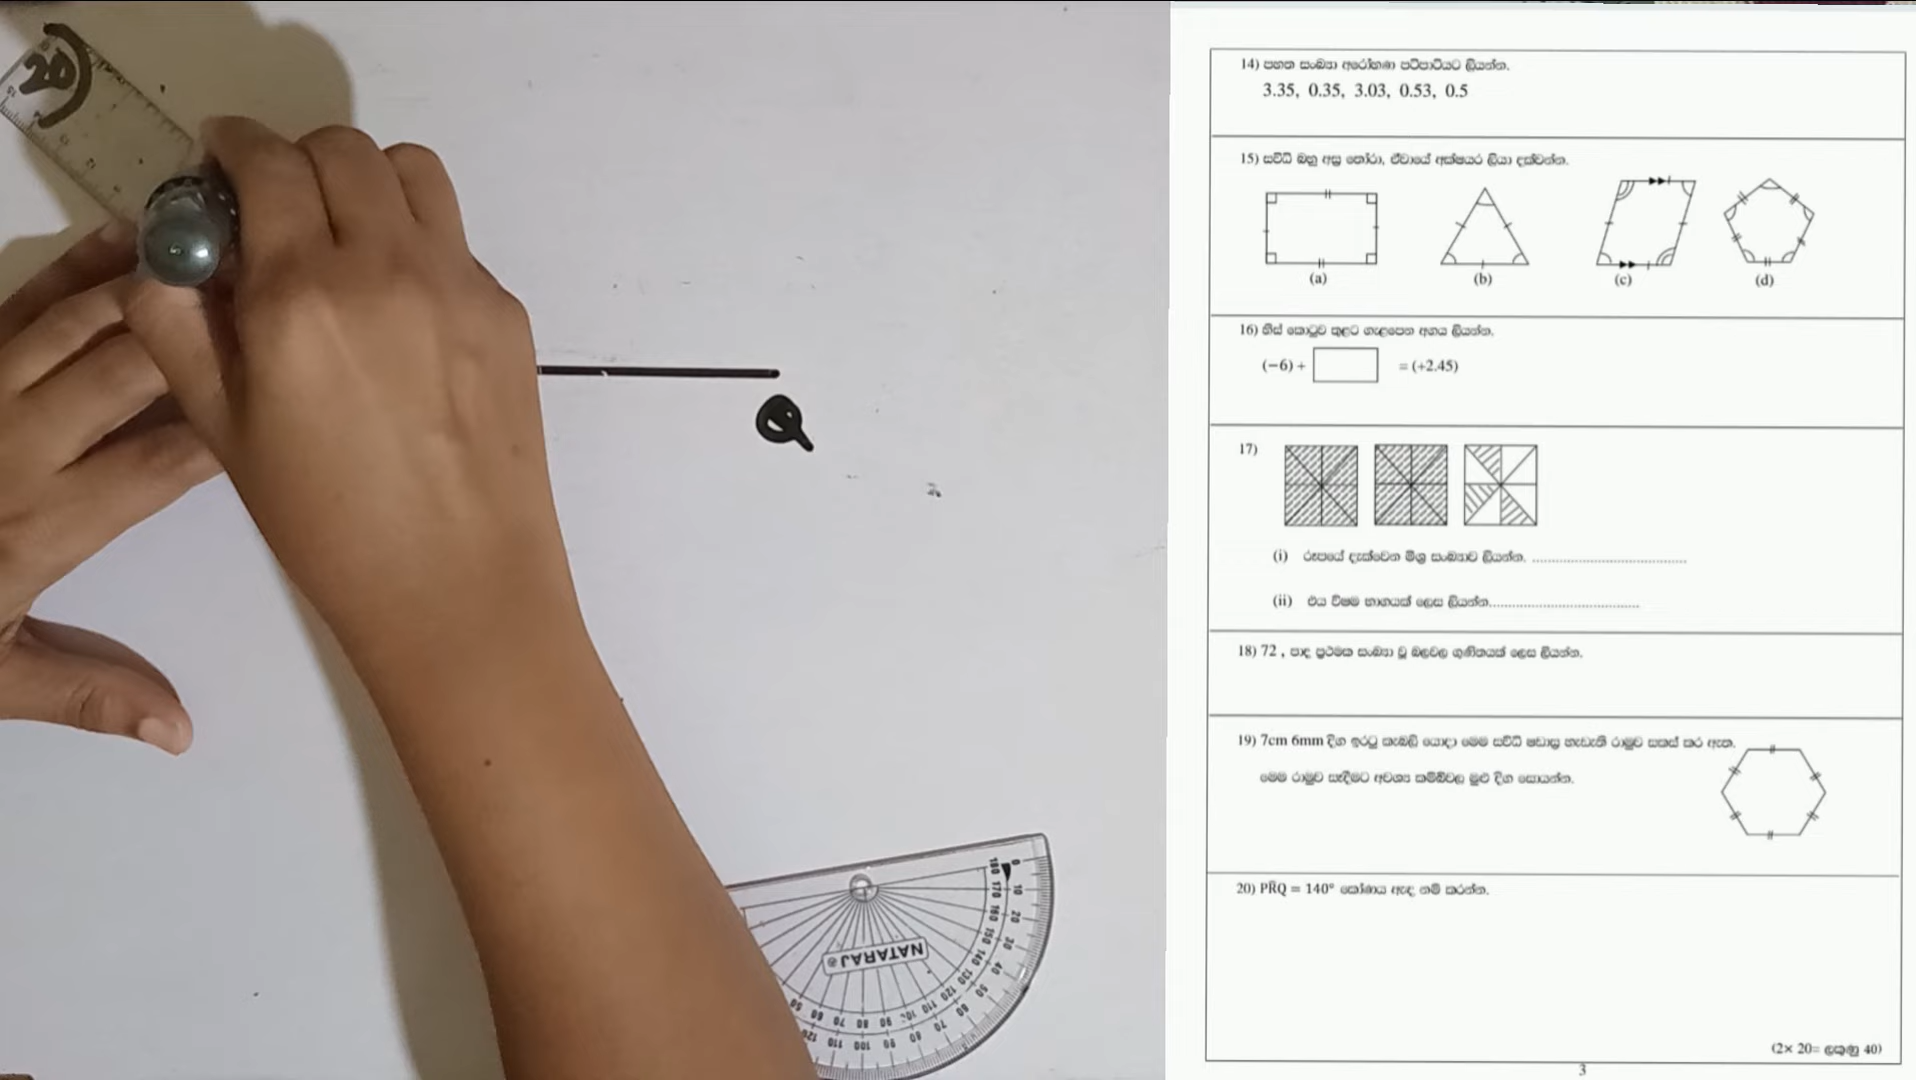 20)
Q
NATARAJ®
14) පහත සංඛ්‍යා ආරෝහණ පටිපාටියට ලියන්න.
3.35, 0.35, 3.03, 0.53, 0.5
15) සවිධි බහු අස්‍ර තෝරා, ඒවායේ අක්ෂයර ලියා දක්වන්න.
(a) (b) (c) (d)
16) හිස් කොටුව තුළට ගැළපෙන අගය ලියන්න.
(−6) + = (+2.45)
17)
(i) රූපයේ දැක්වෙන මිශ්‍ර සංඛ්‍යාව ලියන්න. ......................................
(ii) එය විෂම භාගයක් ලෙස ලියන්න......................................
18) 72 , පාද ප්‍රථමක සංඛ්‍යා වූ බලවල ගුණිතයක් ලෙස ලියන්න.
19) 7cm 6mm දිග ඉරටු කැබලි යොදා මෙම සවිධි ෂඩාස්‍ර හැඩැති රාමුව සකස් කර ඇත.
මෙම රාමුව සෑදීමට අවශ්‍ය කම්බිවල මුළු දිග සොයන්න.
20) PR̂Q = 140° කෝණය ඇඳ නම් කරන්න.
(2× 20= ලකුණු 40)
3